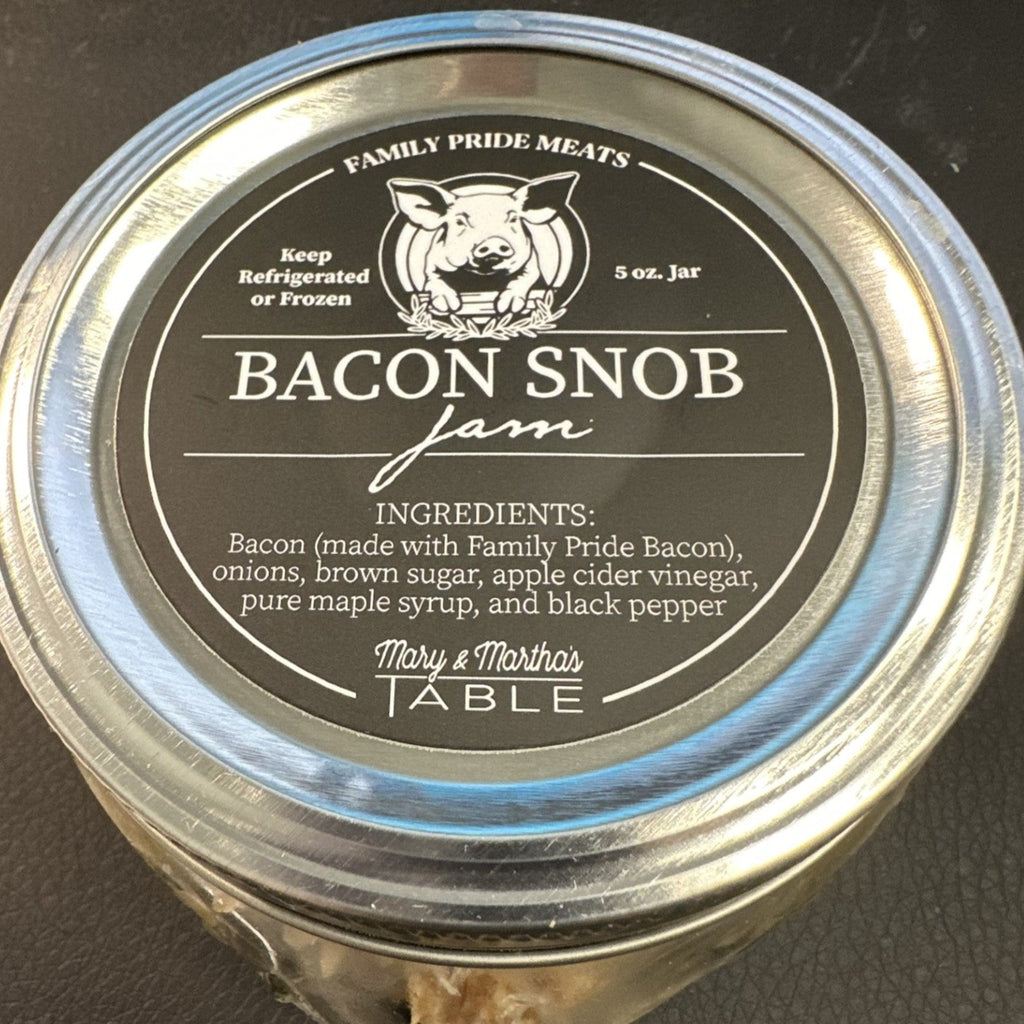 FAMILY PRIDE MEATS
Keep
Refrigerated
or Frozen
5 oz. Jar
BACON SNOB
Jam
INGREDIENTS:
Bacon (made with Family Pride Bacon),
onions, brown sugar, apple cider vinegar,
pure maple syrup, and black pepper
Mary & Martha's
TABLE